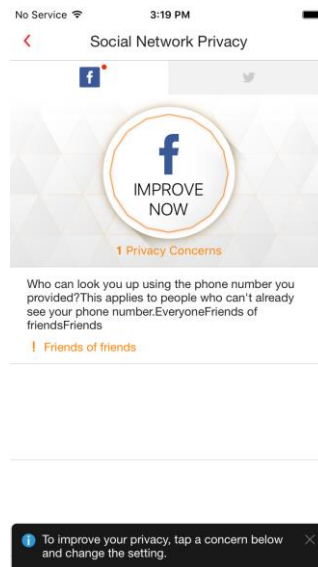 No Service 3:19 PM
Social Network Privacy
IMPROVE
NOW
1 Privacy Concerns
Who can look you up using the phone number you
provided?This applies to people who can't already
see your phone number.EveryoneFriends of
friendsFriends
! Friends of friends
To improve your privacy, tap a concern below
and change the setting.